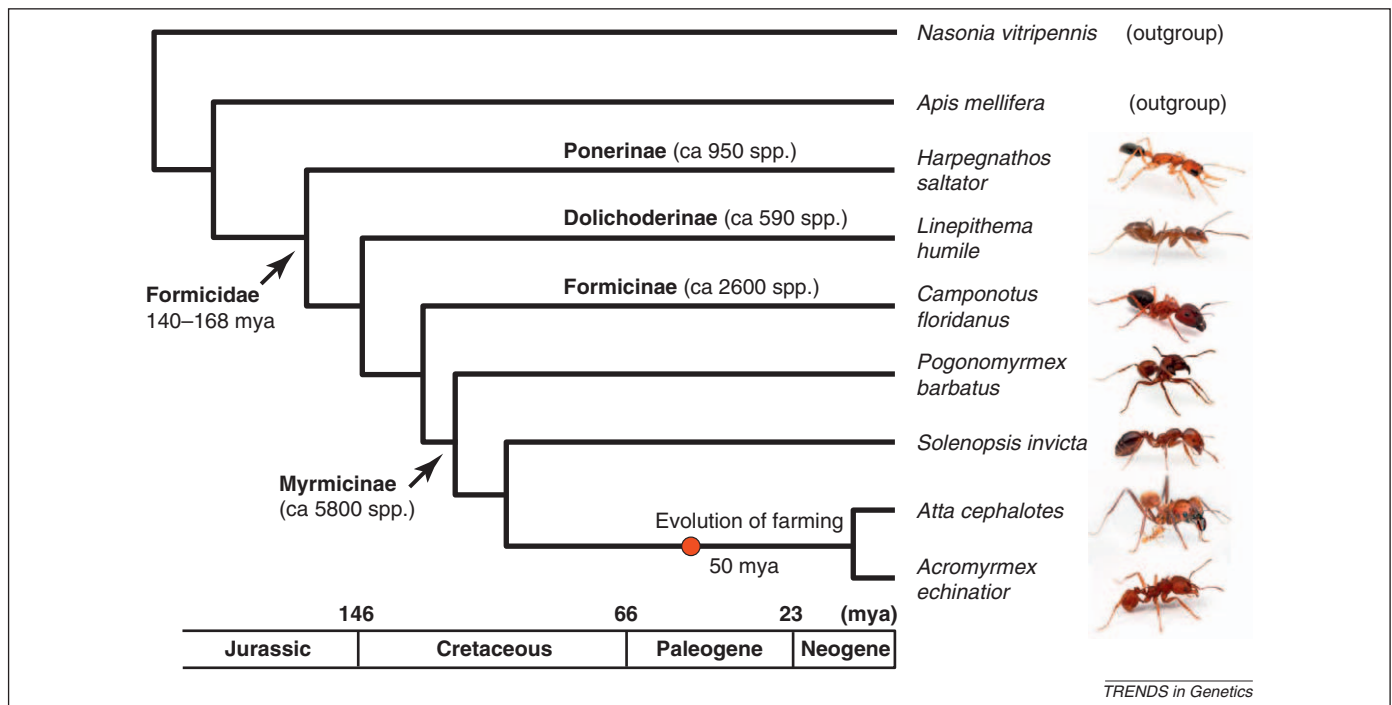 Nasonia vitripennis (outgroup)
Apis mellifera (outgroup)
Ponerinae (ca 950 spp.)
Harpegnathos
saltator
Dolichoderinae (ca 590 spp.)
Linepithema
humile
Formicidae
140–168 mya
Formicinae (ca 2600 spp.)
Camponotus
floridanus
Pogonomyrmex
barbatus
Solenopsis invicta
Myrmicinae
(ca 5800 spp.)
Evolution of farming
50 mya
Atta cephalotes
Acromyrmex
echinatior
146 66 23 (mya)
Jurassic Cretaceous Paleogene Neogene
TRENDS in Genetics